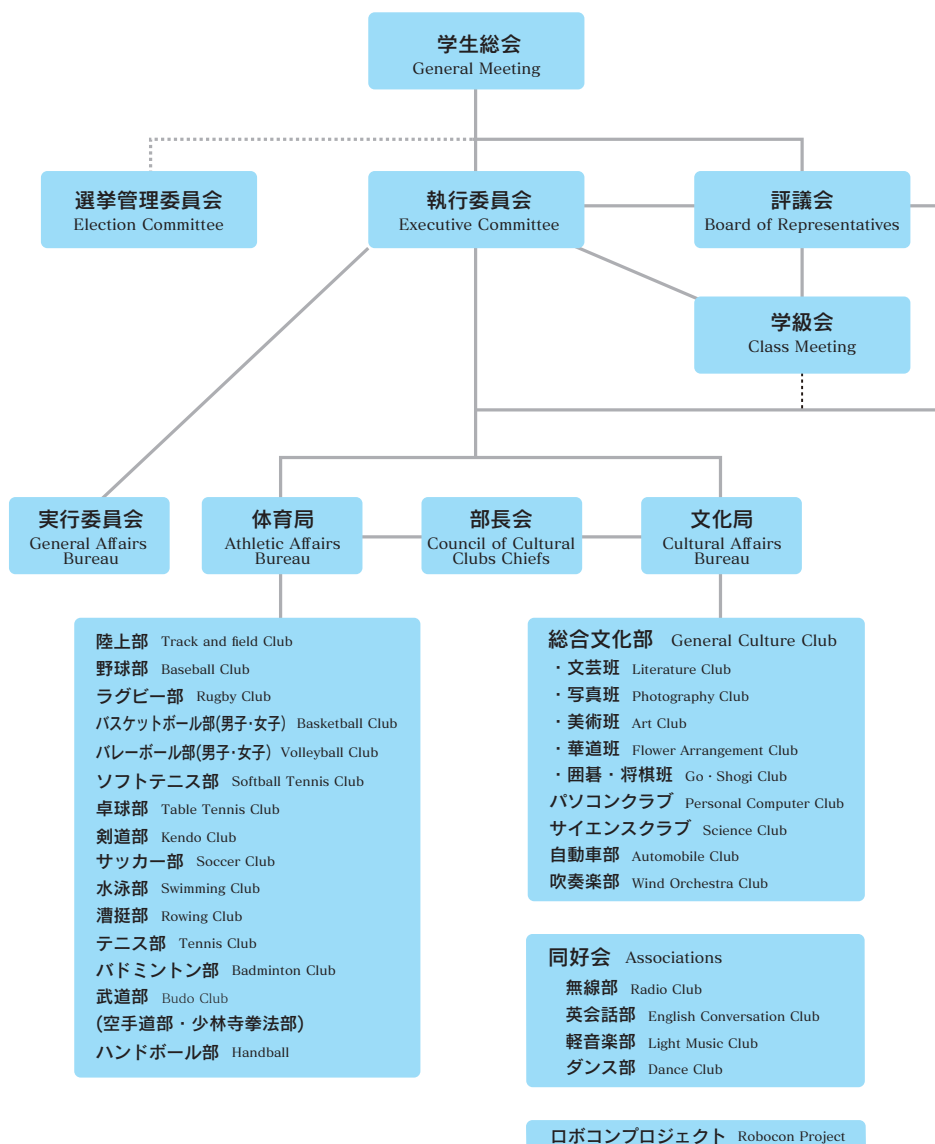 学生総会
General Meeting
選挙管理委員会
Election Committee
執行委員会
Executive Committee
評議会
Board of Representatives
学級会
Class Meeting
実行委員会
General Affairs
Bureau
体育局
Athletic Affairs
Bureau
部長会
Council of Cultural
Clubs Chiefs
文化局
Cultural Affairs
Bureau
陸上部 Track and field Club
野球部 Baseball Club
ラグビー部 Rugby Club
バスケットボール部(男子・女子) Basketball Club
バレーボール部(男子・女子) Volleyball Club
ソフトテニス部 Softball Tennis Club
卓球部 Table Tennis Club
剣道部 Kendo Club
サッカー部 Soccer Club
水泳部 Swimming Club
漕挺部 Rowing Club
テニス部 Tennis Club
バドミントン部 Badminton Club
武道部 Budo Club
(空手道部・少林寺拳法部)
ハンドボール部 Handball
総合文化部 General Culture Club
・文芸班 Literature Club
・写真班 Photography Club
・美術班 Art Club
・華道班 Flower Arrangement Club
・囲碁・将棋班 Go・Shogi Club
パソコンクラブ Personal Computer Club
サイエンスクラブ Science Club
自動車部 Automobile Club
吹奏楽部 Wind Orchestra Club
同好会 Associations
無線部 Radio Club
英会話部 English Conversation Club
軽音楽部 Light Music Club
ダンス部 Dance Club
ロボコンプロジェクト Robocon Project